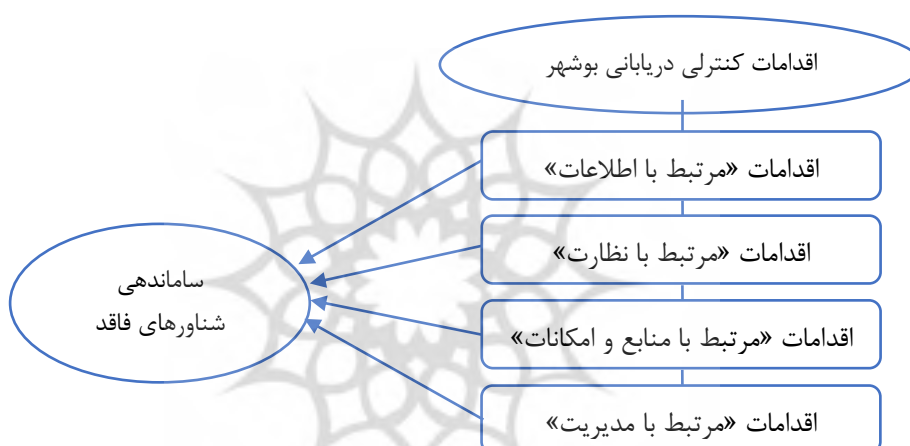 اقدامات کنترلی دریابانی بوشهر
اقدامات «مرتبط با اطلاعات»
اقدامات «مرتبط با نظارت»
اقدامات «مرتبط با منابع و امکانات»
اقدامات «مرتبط با مدیریت»
ساماندهی
شناورهای فاقد